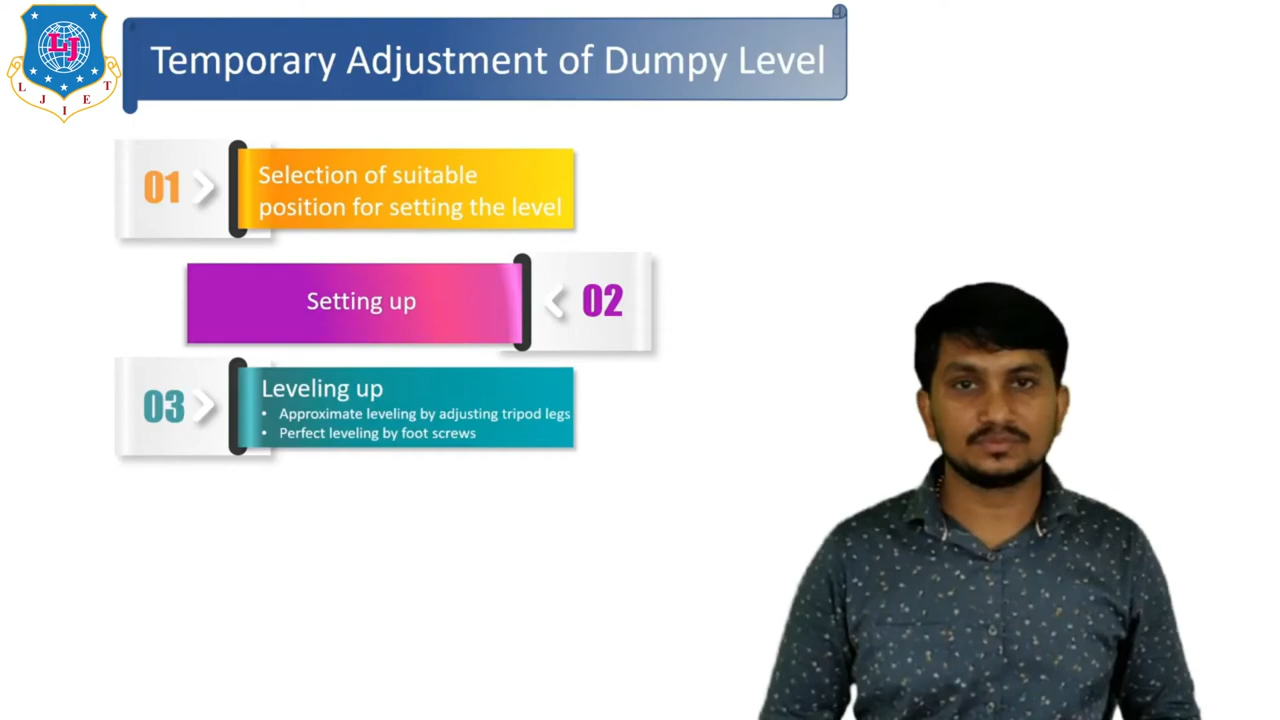 LJ
L J I E T
Temporary Adjustment of Dumpy Level
01
Selection of suitable
position for setting the level
Setting up
02
03
Leveling up
• Approximate leveling by adjusting tripod legs
• Perfect leveling by foot screws